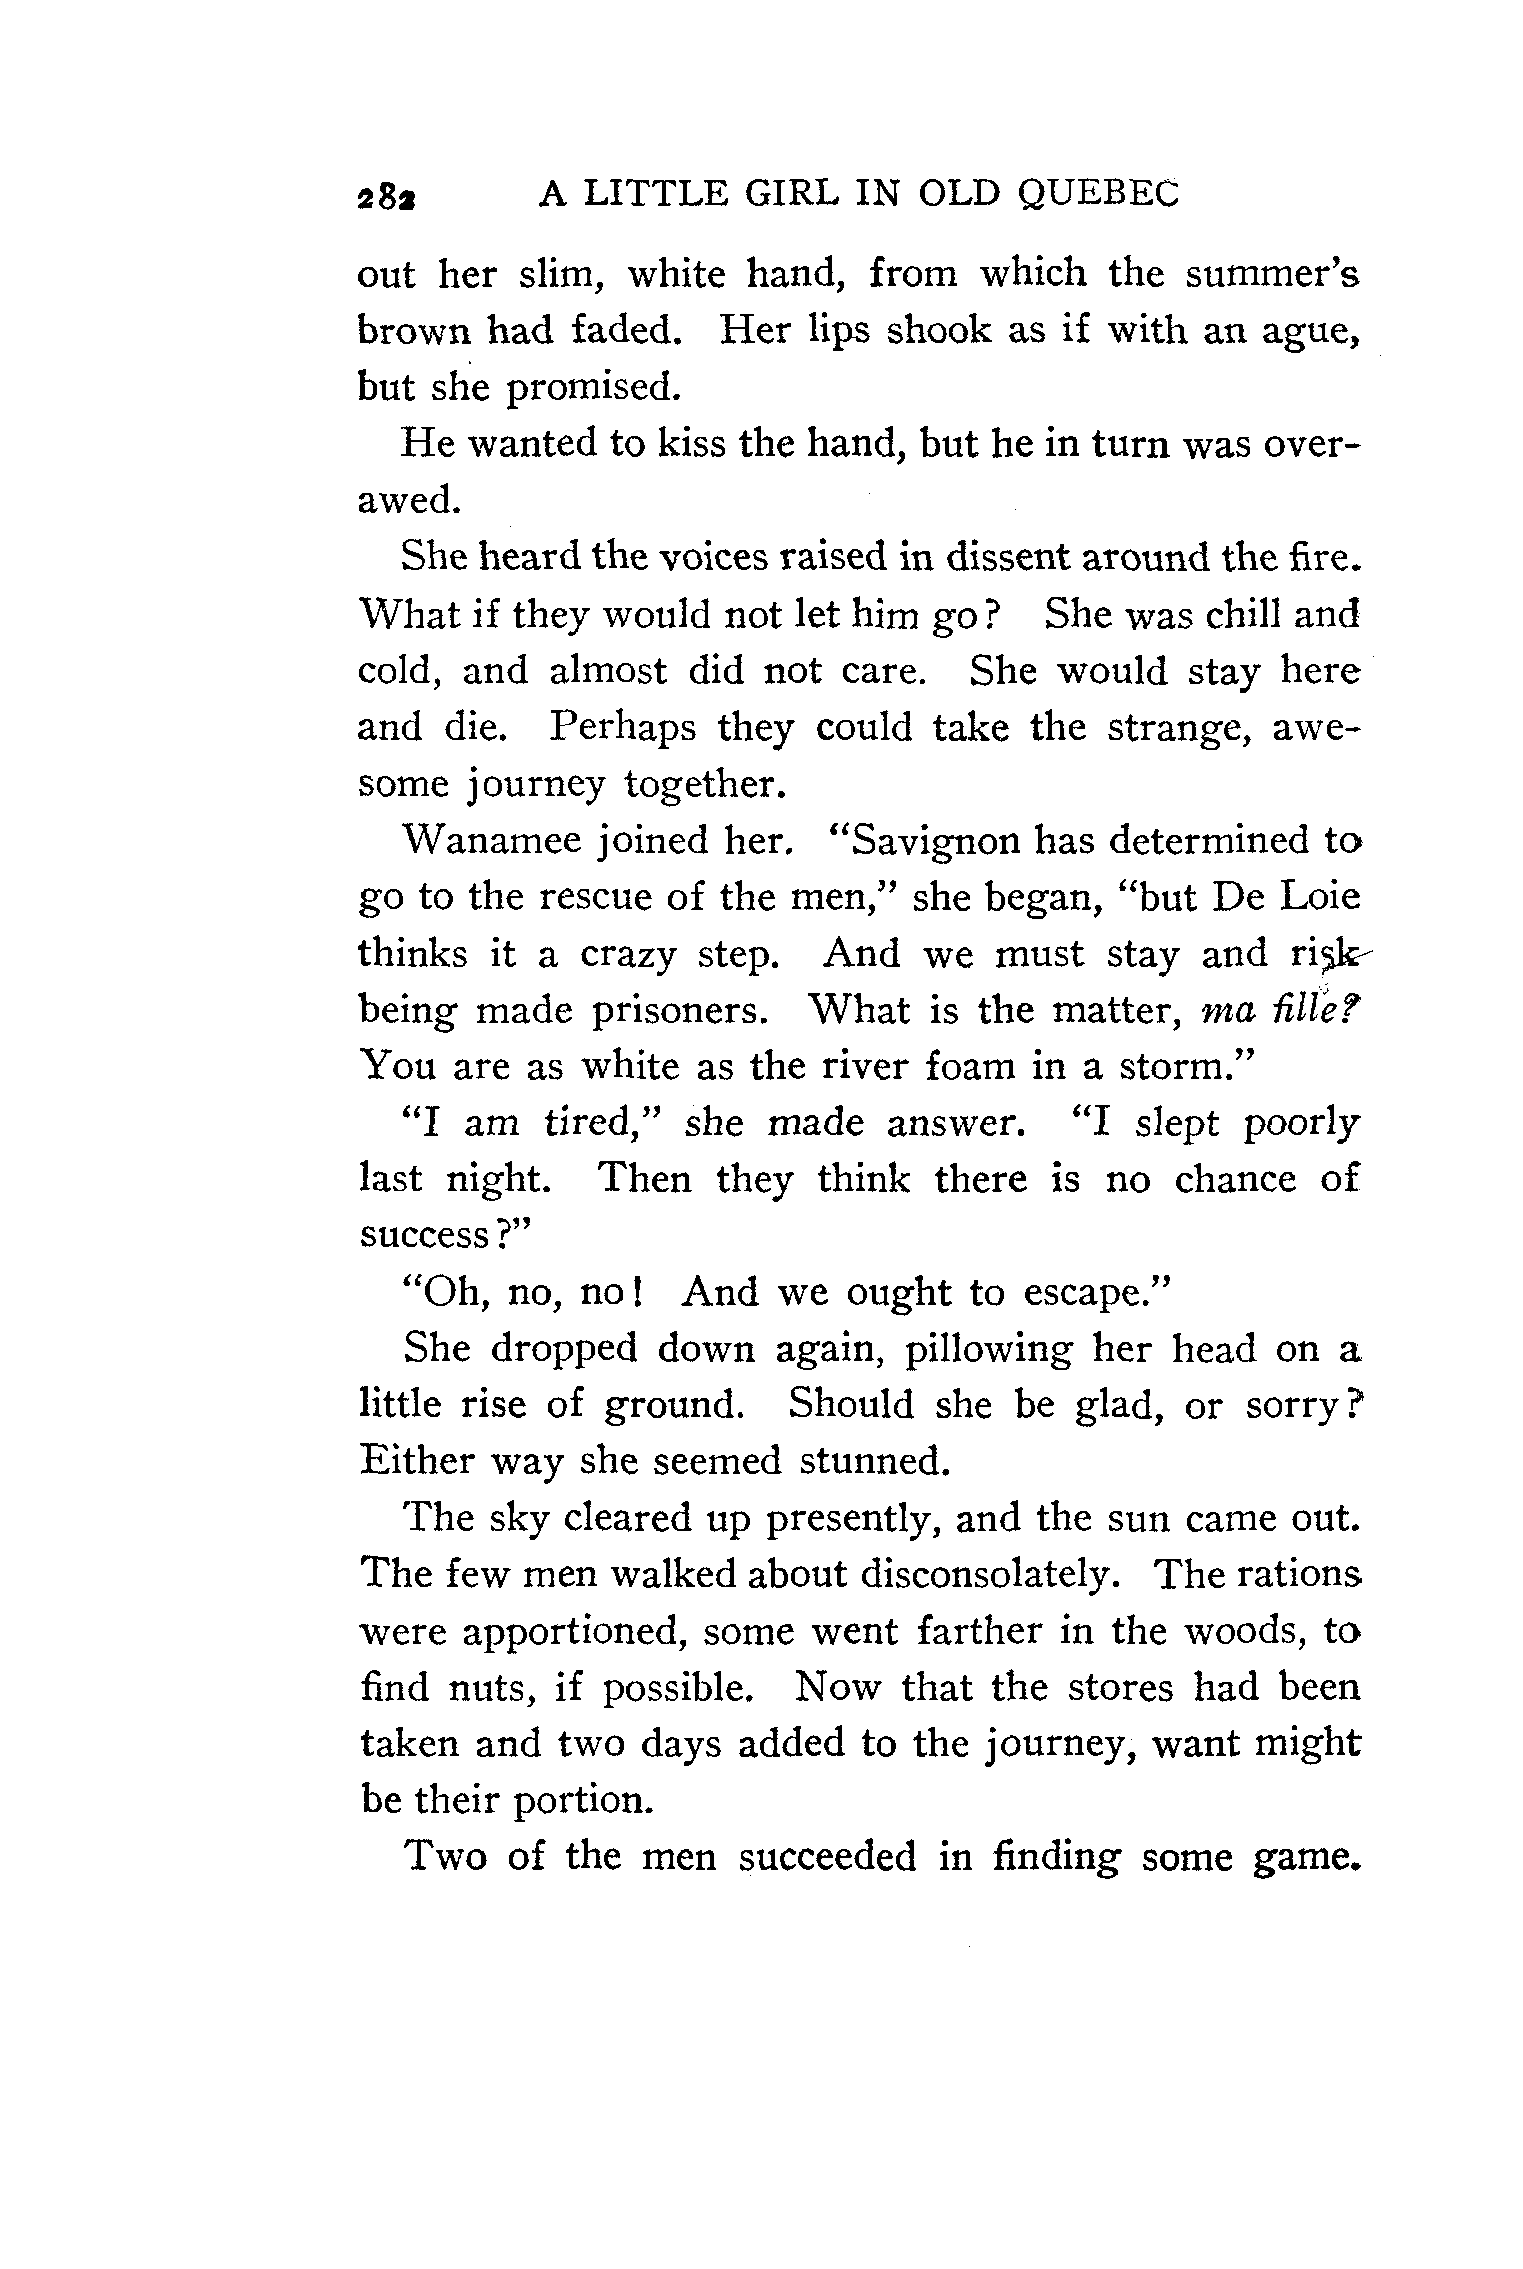 282 A LITTLE GIRL IN OLD QUEBEC
out her slim, white hand, from which the summer’s
brown had faded. Her lips shook as if with an ague,
but she promised.
He wanted to kiss the hand, but he in turn was over-
awed.
She heard the voices raised in dissent around the fire.
What if they would not let him go? She was chill and
cold, and almost did not care. She would stay here
and die. Perhaps they could take the strange, awe-
some journey together.
Wanamee joined her. “Savignon has determined to
go to the rescue of the men,” she began, “but De Loie
thinks it a crazy step. And we must stay and risk
being made prisoners. What is the matter, ma fille?
You are as white as the river foam in a storm.”
“I am tired,” she made answer. “I slept poorly
last night. Then they think there is no chance of
success?”
“Oh, no, no! And we ought to escape.”
She dropped down again, pillowing her head on a
little rise of ground. Should she be glad, or sorry?
Either way she seemed stunned.
The sky cleared up presently, and the sun came out.
The few men walked about disconsolately. The rations
were apportioned, some went farther in the woods, to
find nuts, if possible. Now that the stores had been
taken and two days added to the journey, want might
be their portion.
Two of the men succeeded in finding some game.